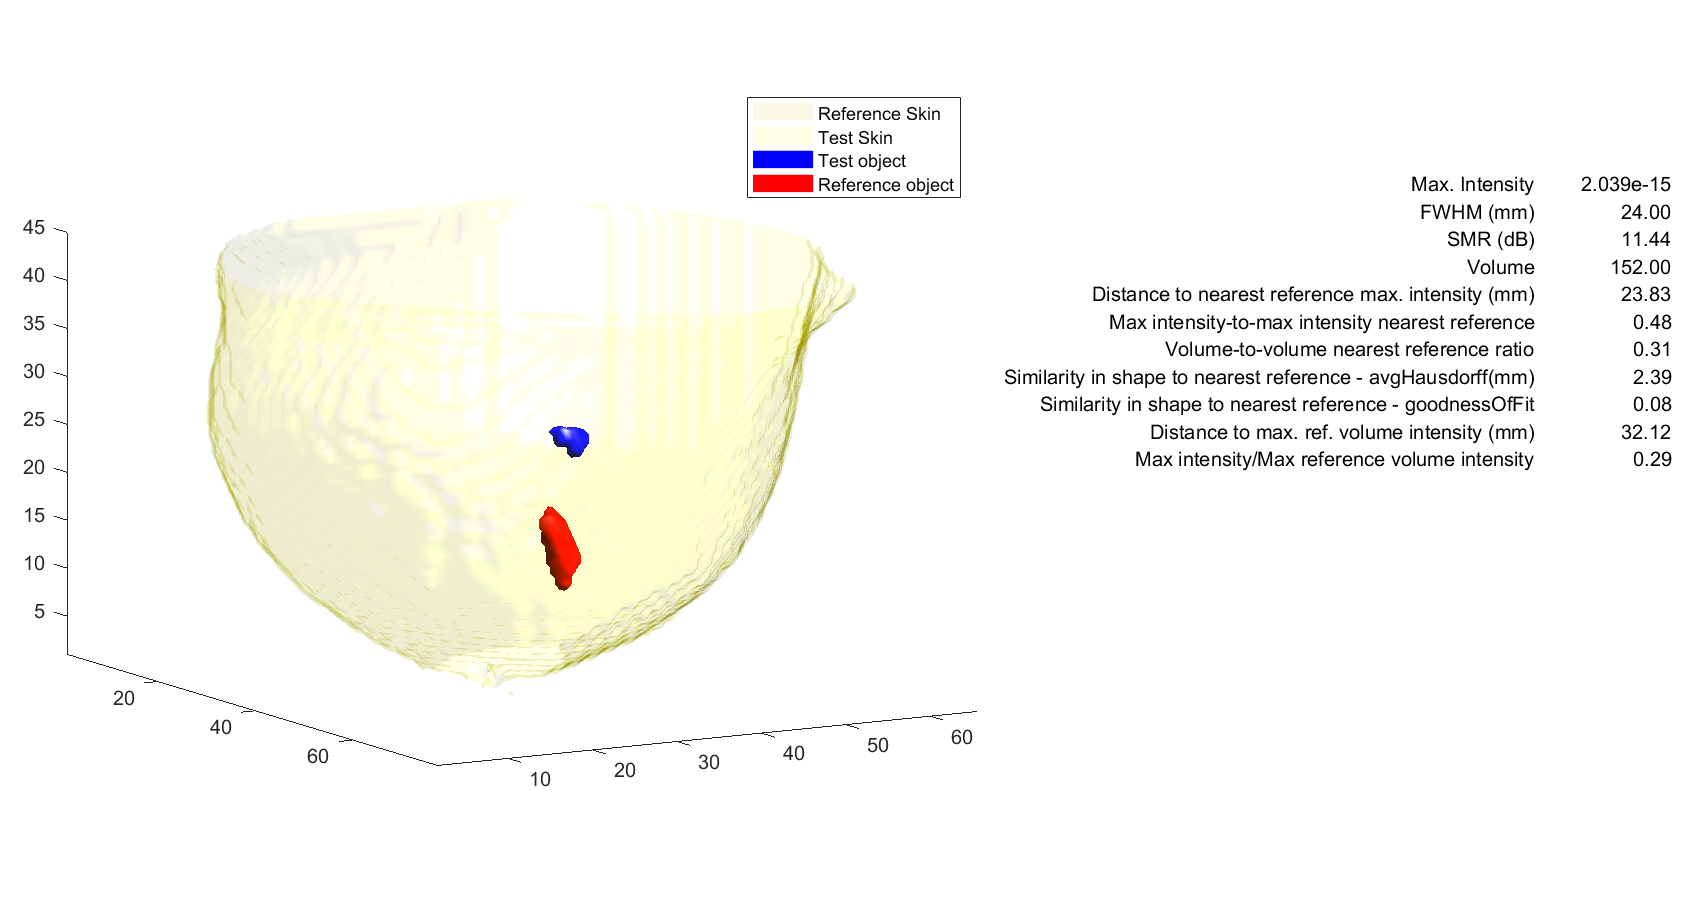 Reference Skin
Test Skin
Test object
Reference object
Max. Intensity 2.039e-15
FWHM (mm) 24.00
SMR (dB) 11.44
Volume 152.00
Distance to nearest reference max. intensity (mm) 23.83
Max intensity-to-max intensity nearest reference 0.48
Volume-to-volume nearest reference ratio 0.31
Similarity in shape to nearest reference - avgHausdorff(mm) 2.39
Similarity in shape to nearest reference - goodnessOfFit 0.08
Distance to max. ref. volume intensity (mm) 32.12
Max intensity/Max reference volume intensity 0.29
45
40
35
30
25
20
15
10
5
20
40
60
10
20
30
40
50
60